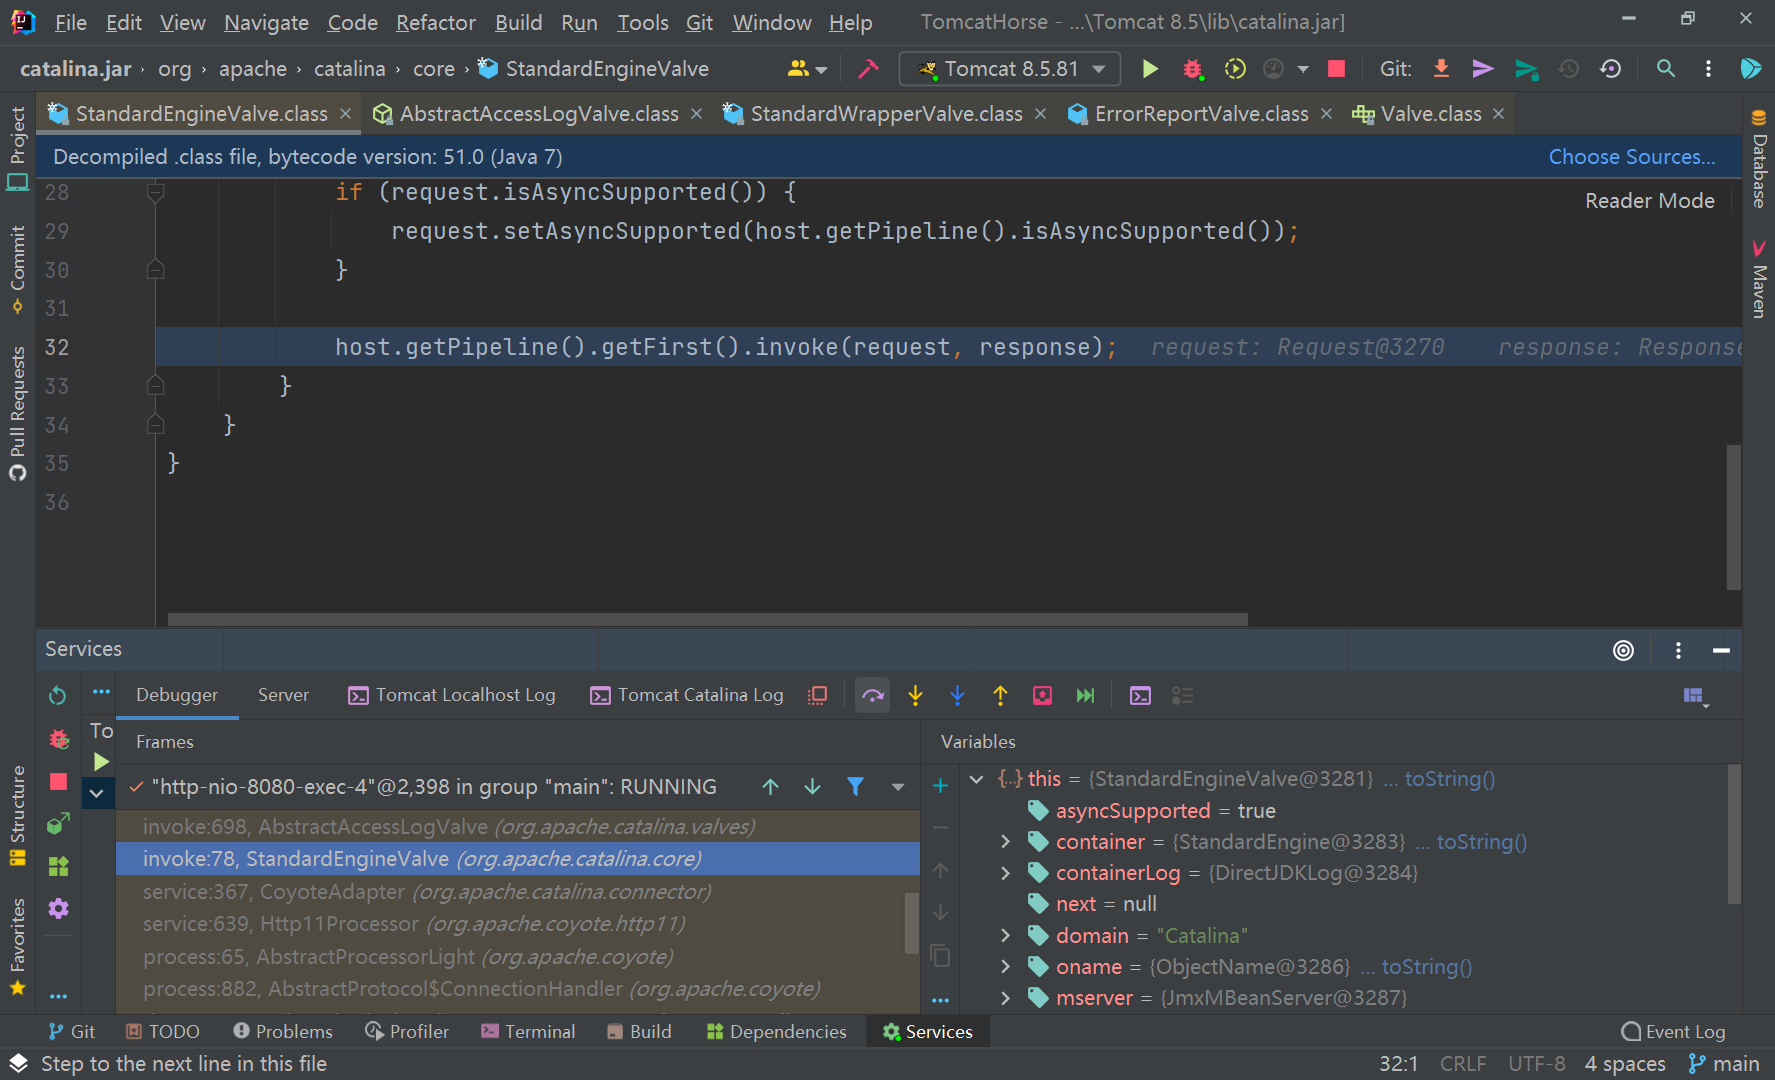 File Edit View Navigate Code Refactor Build Run Tools Git Window Help TomcatHorse - ...\Tomcat 8.5\lib\catalina.jar]
catalina.jar › org › apache › catalina › core › StandardEngineValve Tomcat 8.5.81 Git:
StandardEngineValve.class AbstractAccessLogValve.class StandardWrapperValve.class ErrorReportValve.class Valve.class
Decompiled .class file, bytecode version: 51.0 (Java 7) Choose Sources...
Reader Mode
28 if (request.isAsyncSupported()) {
29 request.setAsyncSupported(host.getPipeline().isAsyncSupported());
30 }
31
32 host.getPipeline().getFirst().invoke(request, response); request: Request@3270 response: Response
33 }
34 }
35 }
36
Project
Commit
Pull Requests
Structure
Favorites
Database
Maven
Services
Debugger Server Tomcat Localhost Log Tomcat Catalina Log
To
Frames
"http-nio-8080-exec-4"@2,398 in group "main": RUNNING
invoke:698, AbstractAccessLogValve (org.apache.catalina.valves)
invoke:78, StandardEngineValve (org.apache.catalina.core)
service:367, CoyoteAdapter (org.apache.catalina.connector)
service:639, Http11Processor (org.apache.coyote.http11)
process:65, AbstractProcessorLight (org.apache.coyote)
process:882, AbstractProtocol$ConnectionHandler (org.apache.coyote)
Variables
this = {StandardEngineValve@3281} ... toString()
asyncSupported = true
container = {StandardEngine@3283} ... toString()
containerLog = {DirectJDKLog@3284}
next = null
domain = "Catalina"
oname = {ObjectName@3286} ... toString()
mserver = {JmxMBeanServer@3287}
Git TODO Problems Profiler Terminal Build Dependencies Services Event Log
Step to the next line in this file 32:1 CRLF UTF-8 4 spaces main